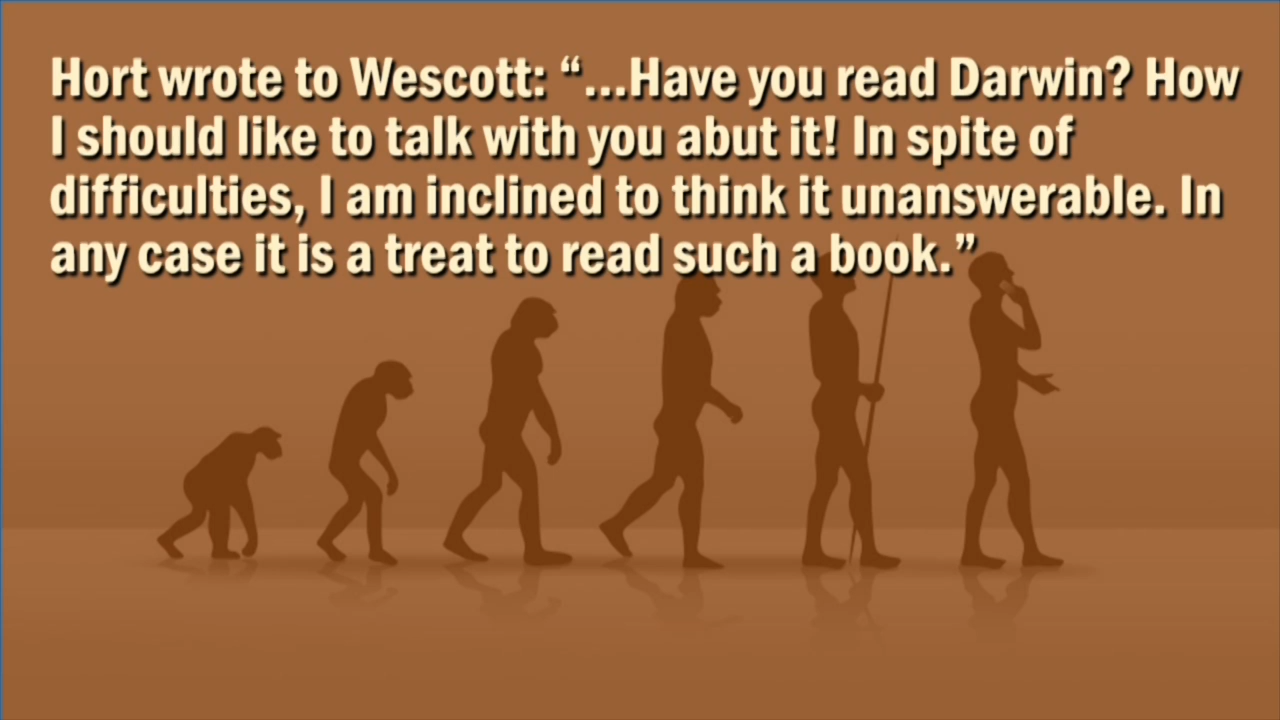 Hort wrote to Wescott: “...Have you read Darwin? How
I should like to talk with you abut it! In spite of
difficulties, I am inclined to think it unanswerable. In
any case it is a treat to read such a book.”